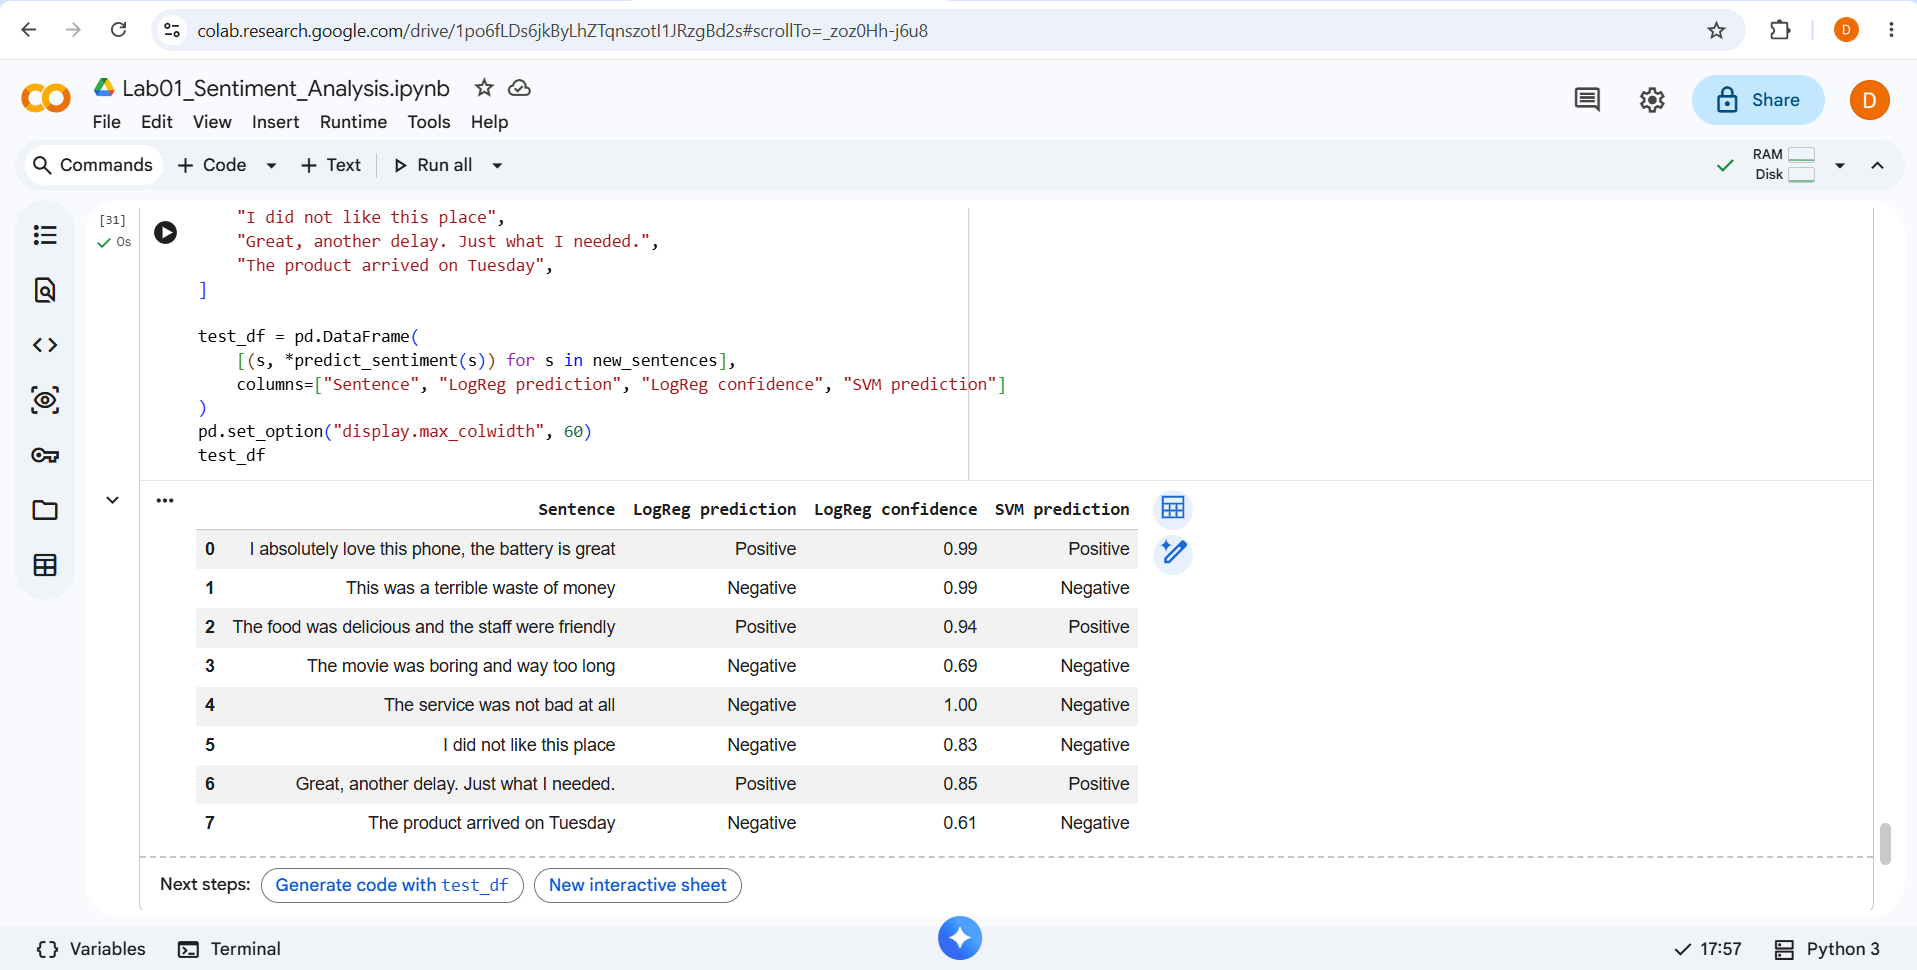 colab.research.google.com/drive/1po6fLDs6jkByLhZTqnszotI1JRzgBd2s#scrollTo=_zoz0Hh-j6u8
D
Lab01_Sentiment_Analysis.ipynb
File Edit View Insert Runtime Tools Help
Share
D
Commands + Code + Text Run all
RAM
Disk
[31]
0s
"I did not like this place",
"Great, another delay. Just what I needed.",
"The product arrived on Tuesday",
]
test_df = pd.DataFrame(
[(s, *predict_sentiment(s)) for s in new_sentences],
columns=["Sentence", "LogReg prediction", "LogReg confidence", "SVM prediction"]
)
pd.set_option("display.max_colwidth", 60)
test_df
Sentence LogReg prediction LogReg confidence SVM prediction
0 I absolutely love this phone, the battery is great Positive 0.99 Positive
1 This was a terrible waste of money Negative 0.99 Negative
2 The food was delicious and the staff were friendly Positive 0.94 Positive
3 The movie was boring and way too long Negative 0.69 Negative
4 The service was not bad at all Negative 1.00 Negative
5 I did not like this place Negative 0.83 Negative
6 Great, another delay. Just what I needed. Positive 0.85 Positive
7 The product arrived on Tuesday Negative 0.61 Negative
Next steps: Generate code with test_df New interactive sheet
{} Variables Terminal 17:57 Python 3